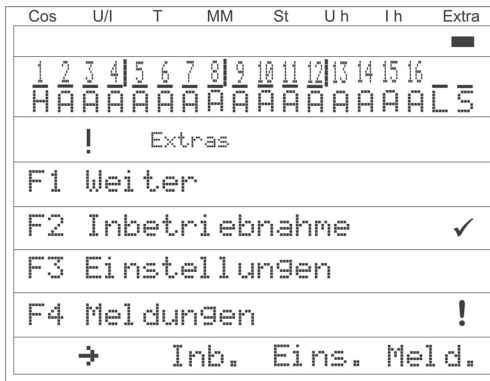 Cos U/I T MM St U h I h Extra
1 2 3 4 5 6 7 8 9 10 11 12 13 14 15 16
A A A A A A A A A A A A A A A A L S
! Extras
F1 Weiter
F2 Inbetriebnahme ✓
F3 Einstellungen
F4 Meldungen !
→ Inb. Eins. Meld.